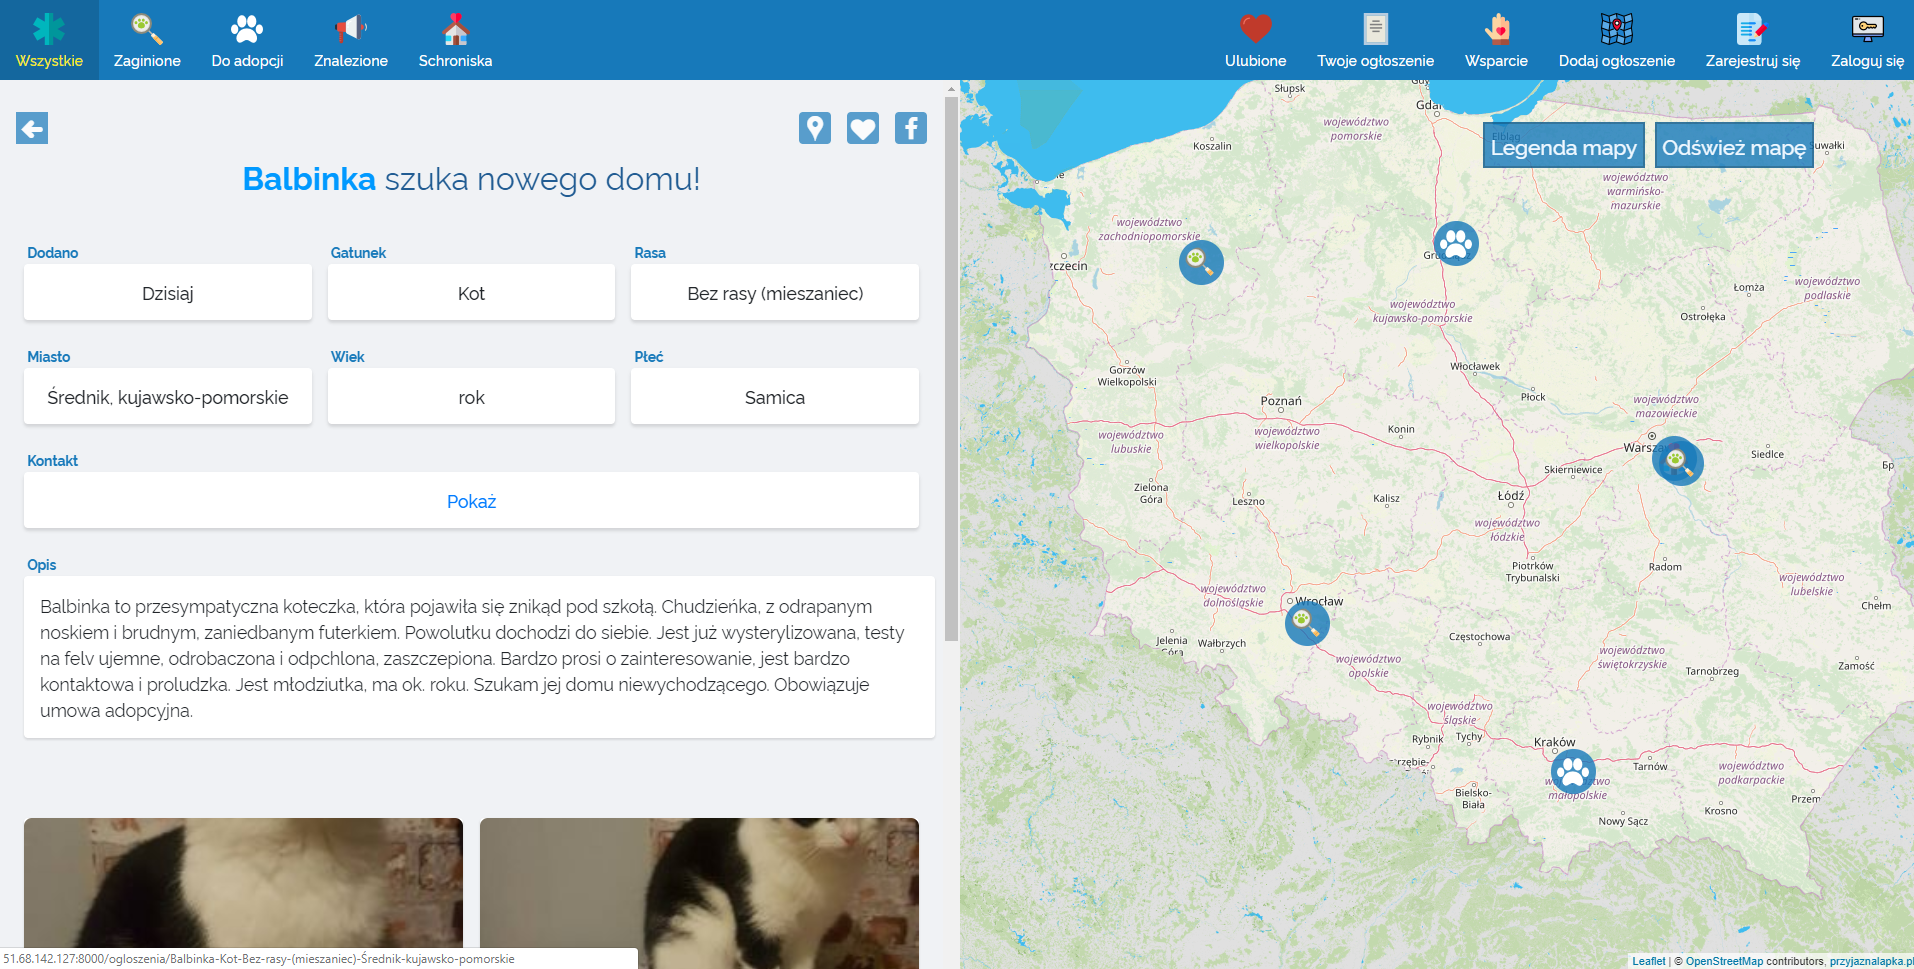 Wszystkie
Zaginione
Do adopcji
Znalezione
Schroniska
Ulubione
Twoje ogłoszenie
Wsparcie
Dodaj ogłoszenie
Zarejestruj się
Zaloguj się
Balbinka szuka nowego domu!
Dodano
Gatunek
Rasa
Dzisiaj
Kot
Bez rasy (mieszaniec)
Miasto
Wiek
Płeć
Średnik, kujawsko-pomorskie
rok
Samica
Kontakt
Pokaż
Opis
Balbinka to przesympatyczna koteczka, która pojawiła się znikąd pod szkołą. Chudzieńka, z odrapanym
noskiem i brudnym, zaniedbanym futerkiem. Powolutku dochodzi do siebie. Jest już wysterylizowana, testy
na felv ujemne, odrobaczona i odpchlona, zaszczepiona. Bardzo prosi o zainteresowanie, jest bardzo
kontaktowa i proludzka. Jest młodziutka, ma ok. roku. Szukam jej domu niewychodzącego. Obowiązuje
umowa adopcyjna.
51.68.142.127:8000/ogloszenia/Balbinka-Kot-Bez-rasy-(mieszaniec)-Średnik-kujawsko-pomorskie
Legenda mapy
Odśwież mapę
Słupsk
Gdań
województwo
pomorskie
Koszalin
Elbląg
Suwałki
województwo
warmińsko-
mazurskie
województwo
zachodniopomorskie
zczecin
Łomża
województwo
podlaskie
województwo
kujawsko-pomorskie
Ostrołęka
Gorzów
Wielkopolski
Włocławek
Poznań
Płock
województwo
mazowieckie
województwo
lubuskie
województwo
wielkopolskie
Konin
Warsza
Siedlce
Бр
Skierniewice
Zielona
Góra
Leszno
Kalisz
Łódź
województwo
łódzkie
Piotrków
Trybunalski
Radom
województwo
lubelskie
województwo
dolnośląskie
Wrocław
Chełm
Jelenia
Góra
Wałbrzych
Częstochowa
województwo
opolskie
województwo
świętokrzyskie
Tarnobrzeg
Zamość
województwo
śląskie
Rybnik
Tychy
Kraków
trzębie-
Tarnów
województwo
podkarpackie
województwo
małopolskie
Bielsko-
Biała
Przem
Krosno
Nowy Sącz
Leaflet | © OpenStreetMap contributors, przyjaznalapka.pl